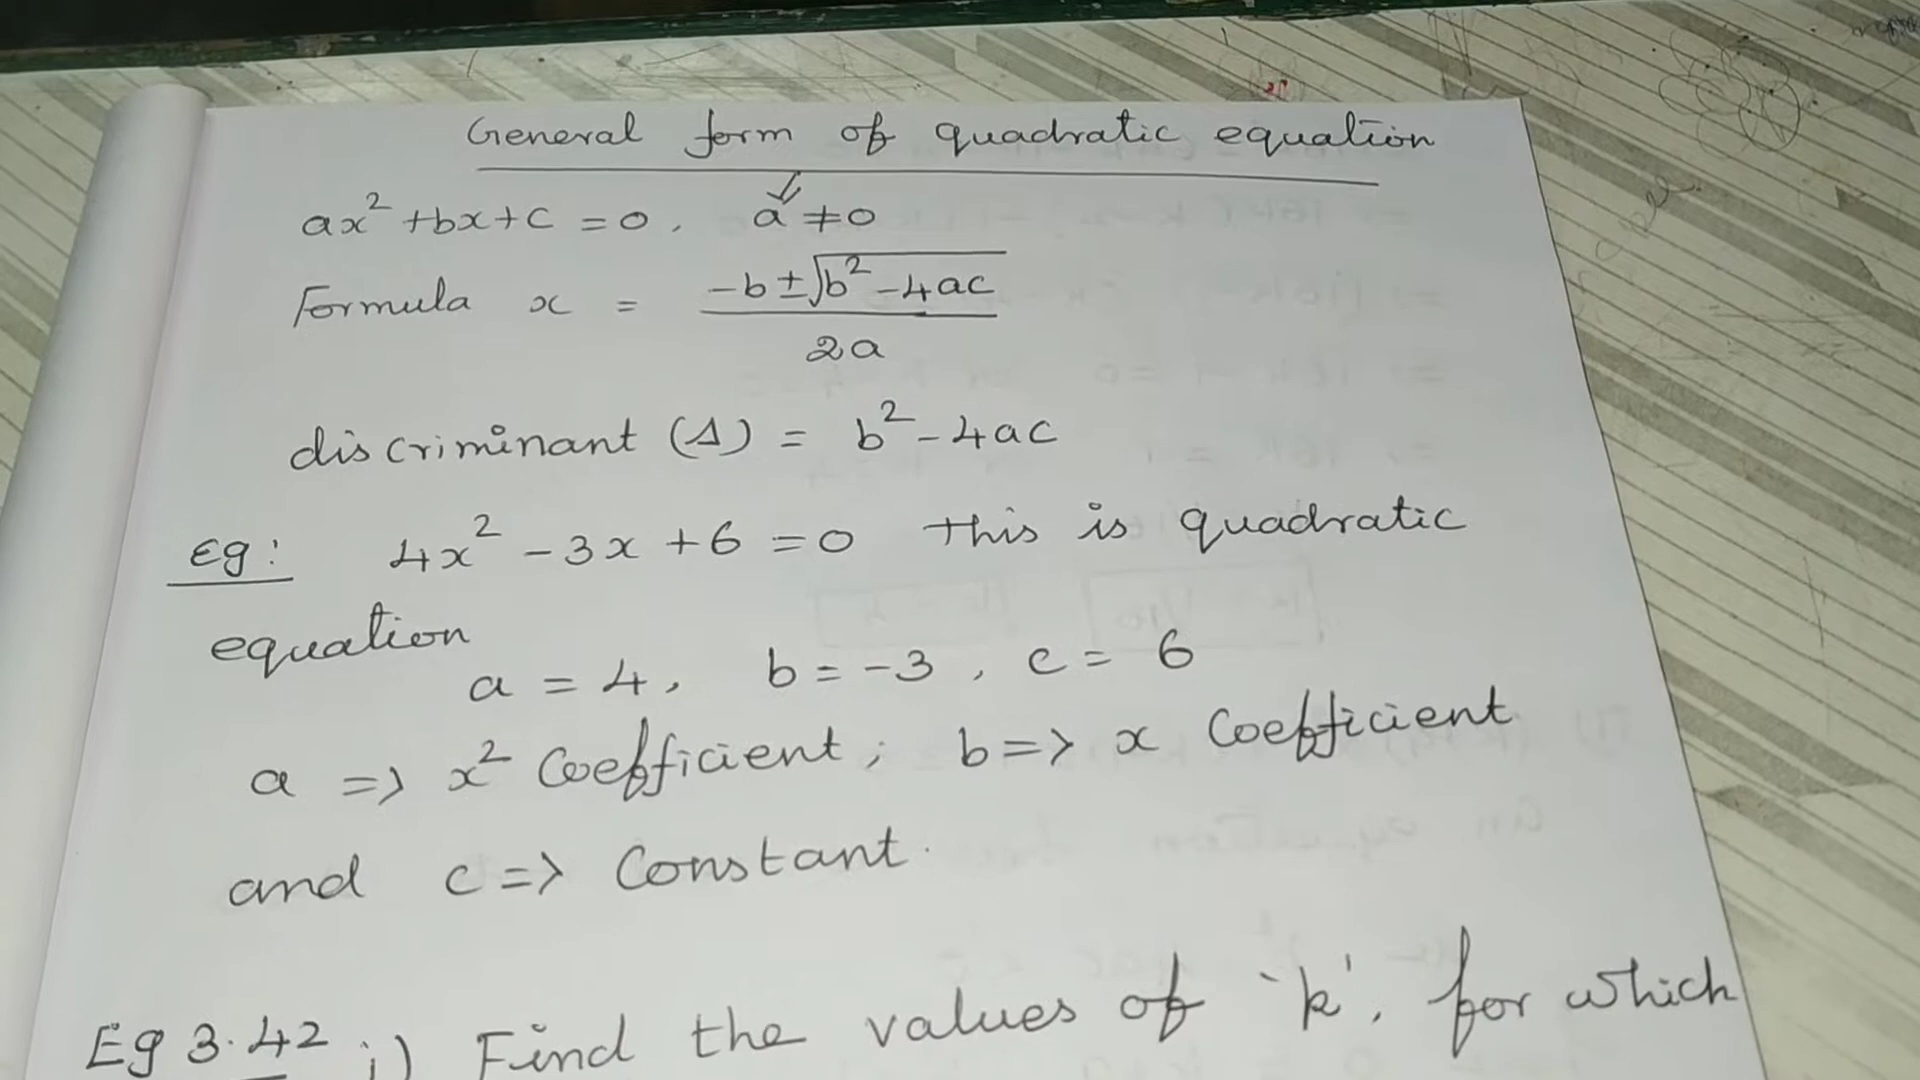 General form of quadratic equation
ax² + bx + c = 0, a ≠ 0
Formula x = -b ± √b² - 4ac / 2a
discriminant (Δ) = b² - 4ac
Eg: 4x² - 3x + 6 = 0 this is quadratic
equation
a = 4, b = -3, c = 6
a => x² Coefficient; b => x Coefficient
and c => Constant.
Eg 3.42 i) Find the values of 'k', for which